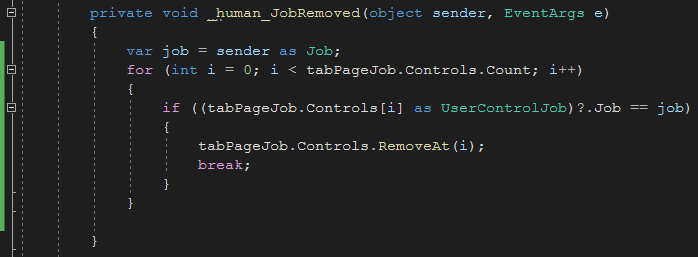 private void _human_JobRemoved(object sender, EventArgs e)
{
var job = sender as Job;
for (int i = 0; i < tabPageJob.Controls.Count; i++)
{
if ((tabPageJob.Controls[i] as UserControlJob)?.Job == job)
{
tabPageJob.Controls.RemoveAt(i);
break;
}
}
}